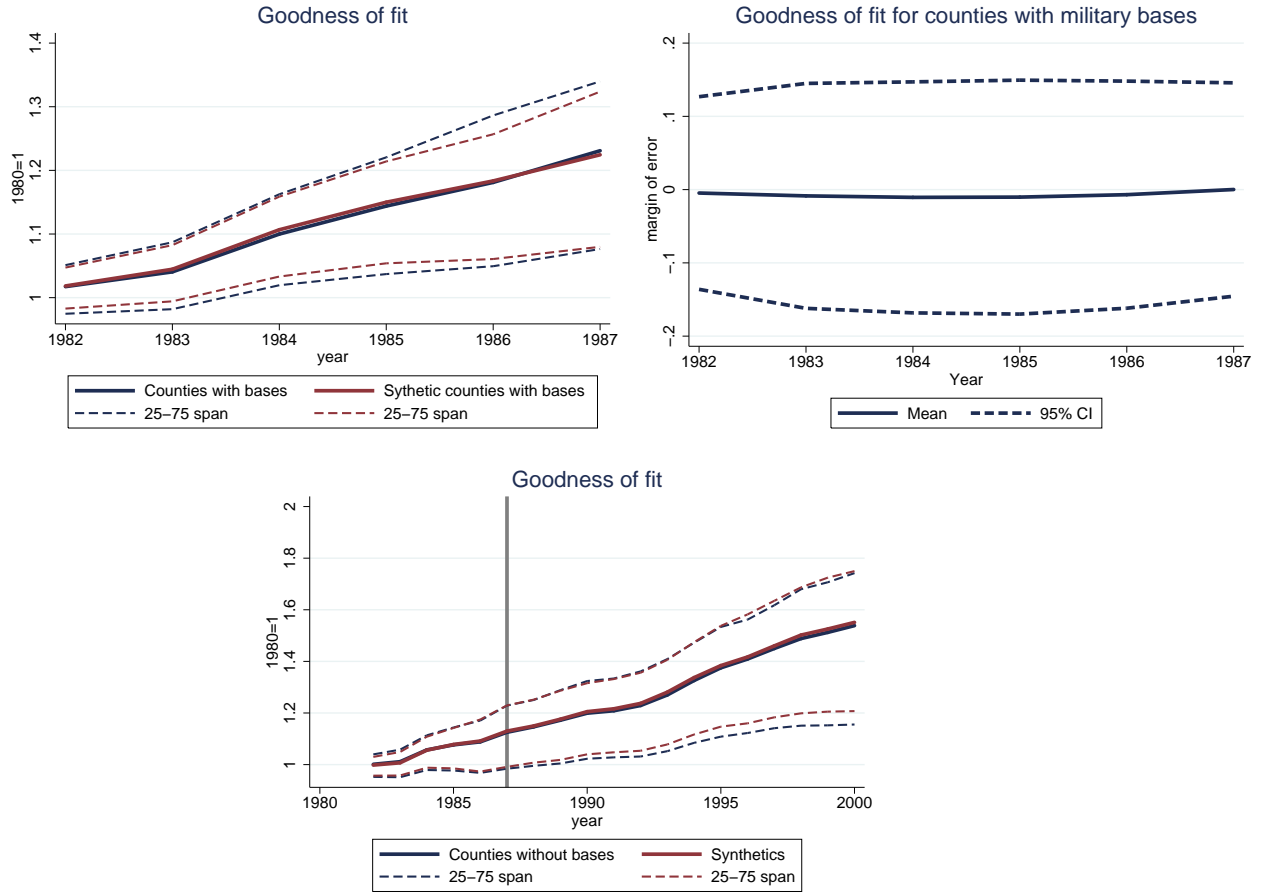 Goodness of fit
1.4
1.3
1.2
1.1
1
1980=1
1982 1983 1984 1985 1986 1987
year
Counties with bases Sythetic counties with bases
25–75 span 25–75 span
Goodness of fit for counties with military bases
.2
.1
0
–.1
–.2
margin of error
1982 1983 1984 1985 1986 1987
Year
Mean 95% CI
Goodness of fit
2
1.8
1.6
1.4
1.2
1
1980=1
1980 1985 1990 1995 2000
year
Counties without bases Synthetics
25–75 span 25–75 span